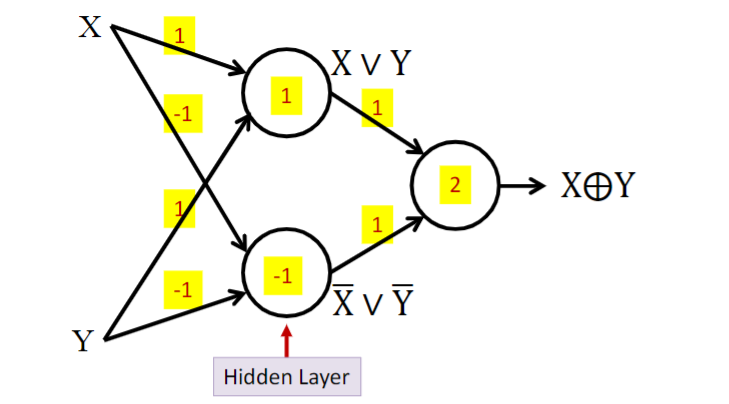 X
1
X ∨ Y
1
1
-1
2
X⊕Y
1
1
-1
-1
X̅ ∨ Y̅
Y
Hidden Layer